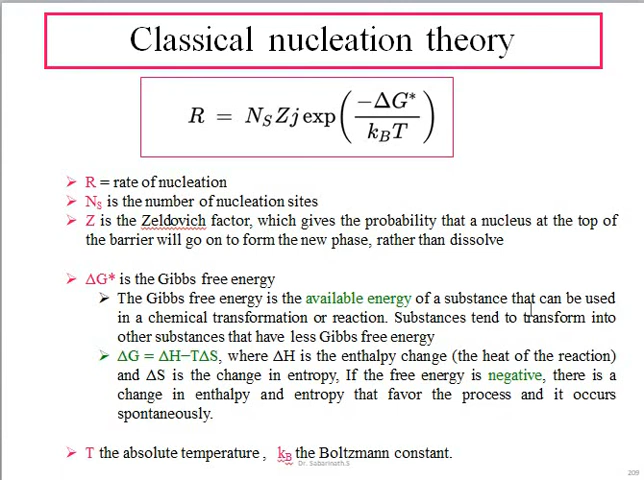 Classical nucleation theory
R = N_S Z j exp(−ΔG* / k_B T)
➢ R = rate of nucleation
➢ N_S is the number of nucleation sites
➢ Z is the Zeldovich factor, which gives the probability that a nucleus at the top of
the barrier will go on to form the new phase, rather than dissolve
➢ ΔG* is the Gibbs free energy
➢ The Gibbs free energy is the available energy of a substance that can be used
in a chemical transformation or reaction. Substances tend to transform into
other substances that have less Gibbs free energy
➢ ΔG = ΔH−TΔS, where ΔH is the enthalpy change (the heat of the reaction)
and ΔS is the change in entropy, If the free energy is negative, there is a
change in enthalpy and entropy that favor the process and it occurs
spontaneously.
➢ T the absolute temperature , k_B the Boltzmann constant.
Dr. Sabarinath.S
209